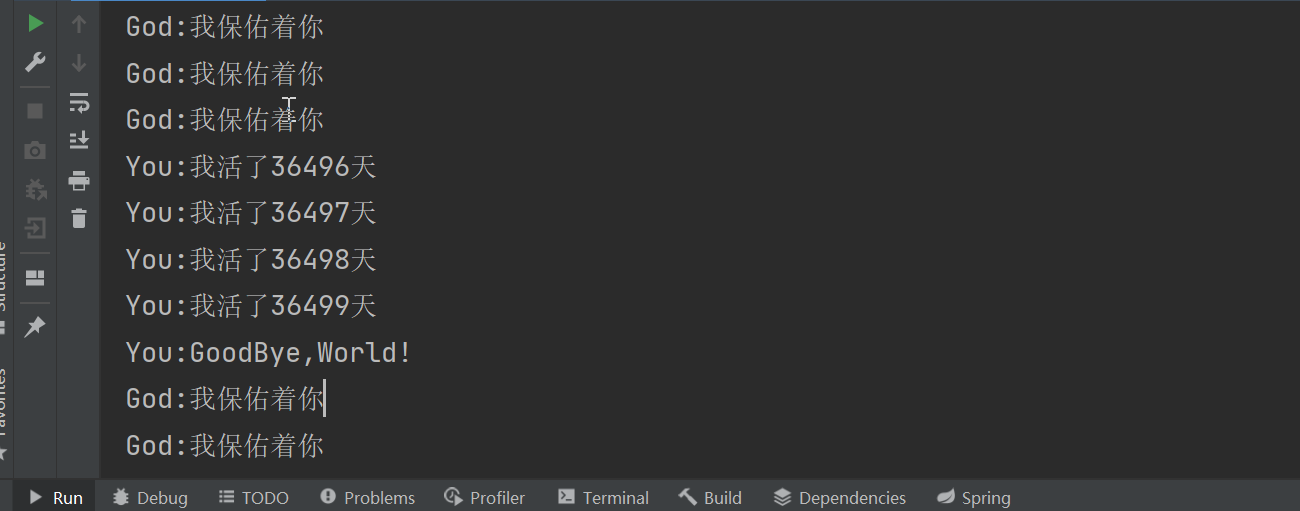 God:我保佑着你
God:我保佑着你
God:我保佑着你
You:我活了36496天
You:我活了36497天
You:我活了36498天
You:我活了36499天
You:GoodBye,World!
God:我保佑着你
God:我保佑着你
Structure
Favorites
Run Debug TODO Problems Profiler Terminal Build Dependencies Spring